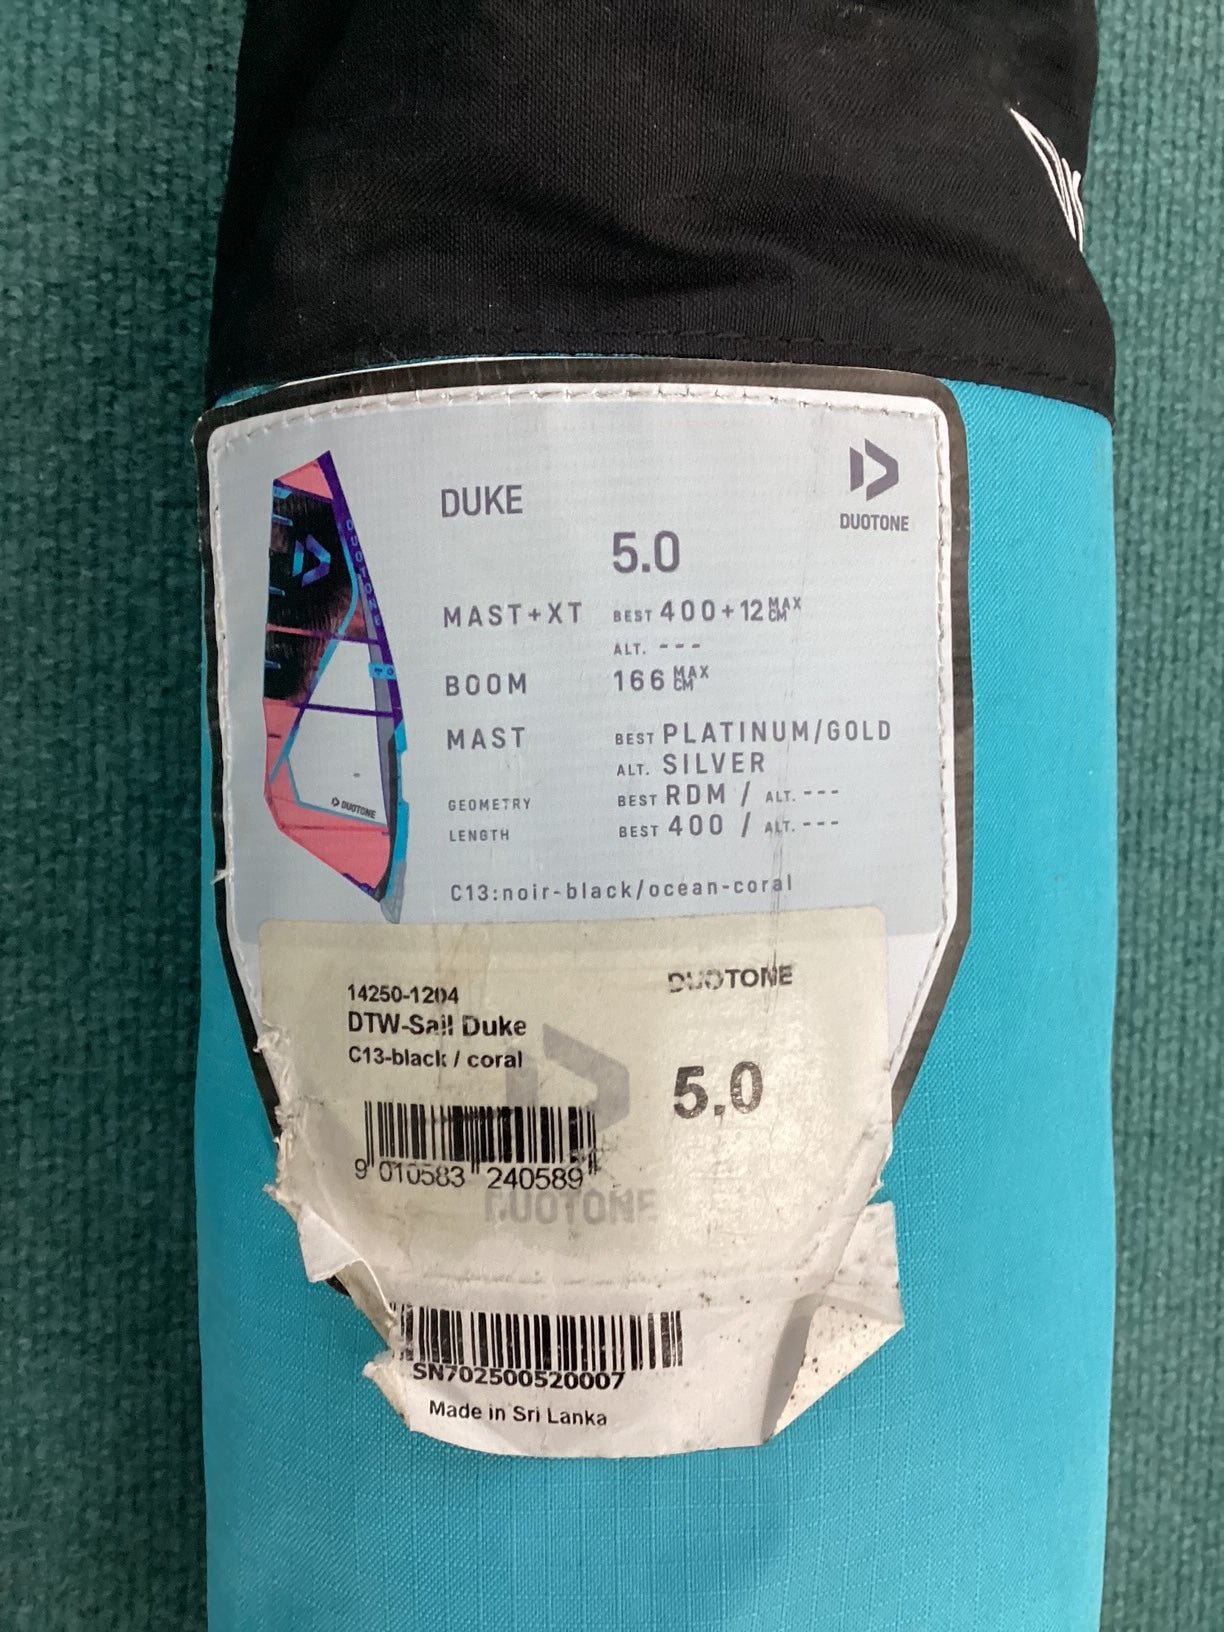 DUKE
DUOTONE
5.0
MAST+XT BEST 400+12 MAX CM
ALT. ---
BOOM 166 MAX CM
MAST BEST PLATINUM/GOLD
ALT. SILVER
GEOMETRY BEST RDM / ALT. ---
LENGTH BEST 400 / ALT. ---
C13:noir-black/ocean-coral
DUOTONE
DUOTONE
14250-1204
DUOTONE
DTW-Sail Duke
C13-black / coral
5.0
9 010583 240589
DUOTONE
SN702500520007
Made in Sri Lanka